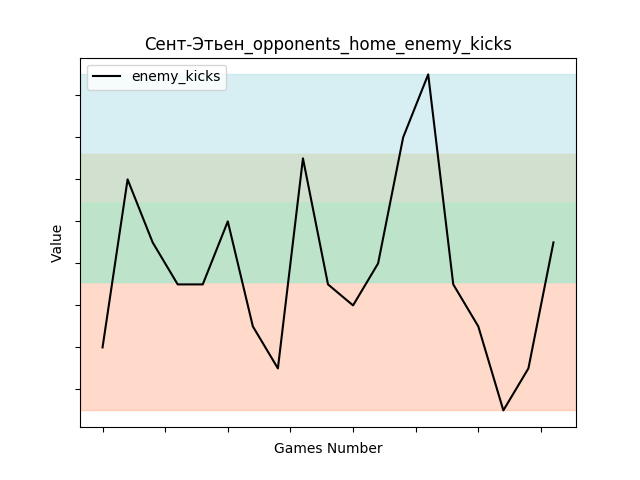 Сент-Этьен_opponents_home_enemy_kicks
enemy_kicks
Value
Games Number